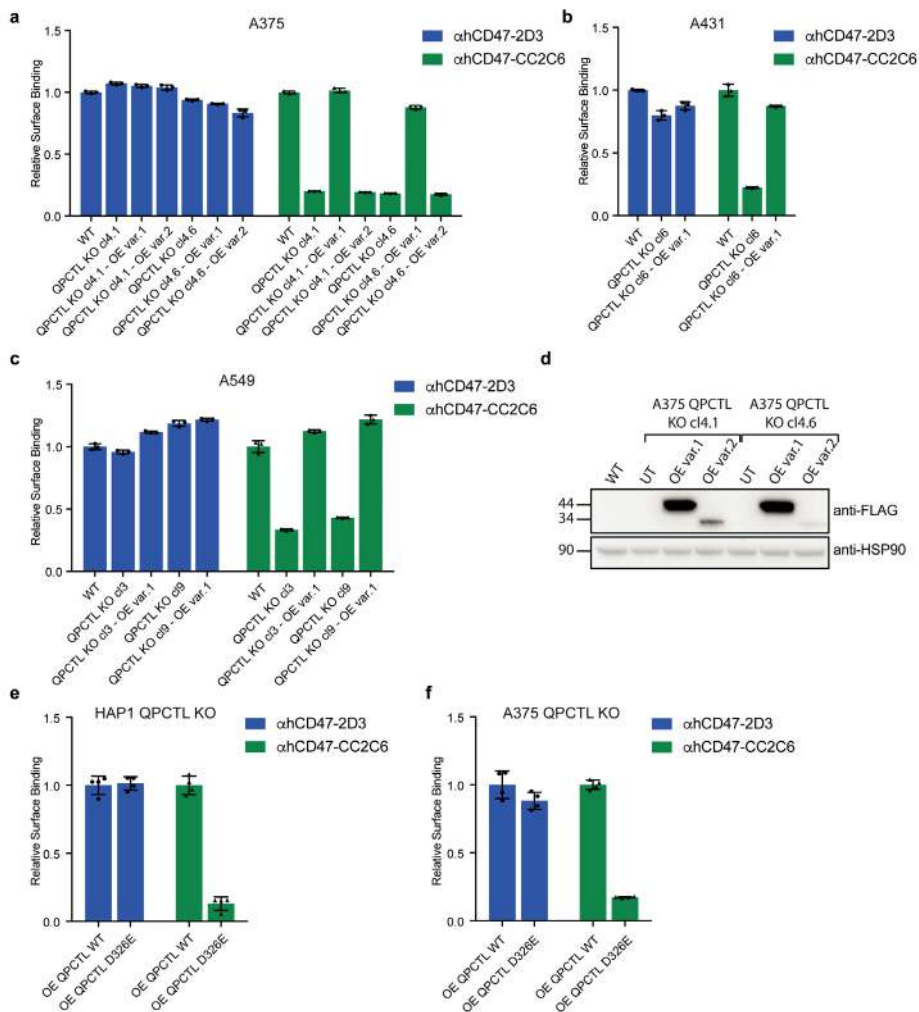 a
A375
αhCD47-2D3
αhCD47-CC2C6
Relative Surface Binding
1.5
1.0
0.5
0.0
WT
QPCTL KO cl4.1
QPCTL KO cl4.1 - OE var.1
QPCTL KO cl4.1 - OE var.2
QPCTL KO cl4.6
QPCTL KO cl4.6 - OE var.1
QPCTL KO cl4.6 - OE var.2
WT
QPCTL KO cl4.1
QPCTL KO cl4.1 - OE var.1
QPCTL KO cl4.1 - OE var.2
QPCTL KO cl4.6
QPCTL KO cl4.6 - OE var.1
QPCTL KO cl4.6 - OE var.2
b
A431
αhCD47-2D3
αhCD47-CC2C6
Relative Surface Binding
1.5
1.0
0.5
0.0
WT
QPCTL KO cl6
QPCTL KO cl6 - OE var.1
WT
QPCTL KO cl6
QPCTL KO cl6 - OE var.1
c
A549
αhCD47-2D3
αhCD47-CC2C6
Relative Surface Binding
1.5
1.0
0.5
0.0
WT
QPCTL KO cl3
QPCTL KO cl3 - OE var.1
QPCTL KO cl9
QPCTL KO cl9 - OE var.1
WT
QPCTL KO cl3
QPCTL KO cl3 - OE var.1
QPCTL KO cl9
QPCTL KO cl9 - OE var.1
d
A375 QPCTL
KO cl4.1
A375 QPCTL
KO cl4.6
WT
UT
OE var.1
OE var.2
UT
OE var.1
OE var.2
44
34
anti-FLAG
90
anti-HSP90
e
HAP1 QPCTL KO
αhCD47-2D3
αhCD47-CC2C6
Relative Surface Binding
1.5
1.0
0.5
0.0
OE QPCTL WT
OE QPCTL D326E
OE QPCTL WT
OE QPCTL D326E
f
A375 QPCTL KO
αhCD47-2D3
αhCD47-CC2C6
Relative Surface Binding
1.5
1.0
0.5
0.0
OE QPCTL WT
OE QPCTL D326E
OE QPCTL WT
OE QPCTL D326E